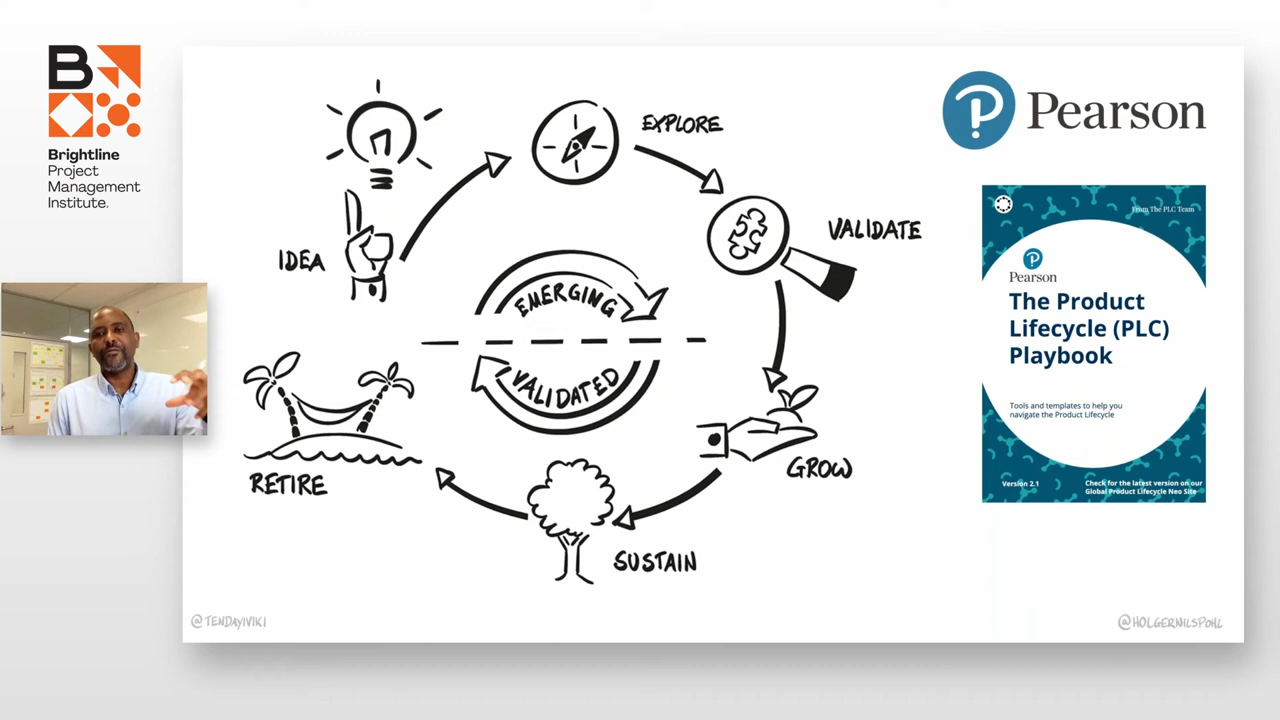 B
Brightline
Project
Management
Institute.
Pearson
EXPLORE
VALIDATE
IDEA
EMERGING
VALIDATED
GROW
RETIRE
SUSTAIN
@TENDAYIVIKI
@HOLGERNILSPOHL
From The PLC Team
Pearson
The Product
Lifecycle (PLC)
Playbook
Tools and templates to help you
navigate the Product Lifecycle
Version 2.1
Check for the latest version on our
Global Product Lifecycle Neo Site